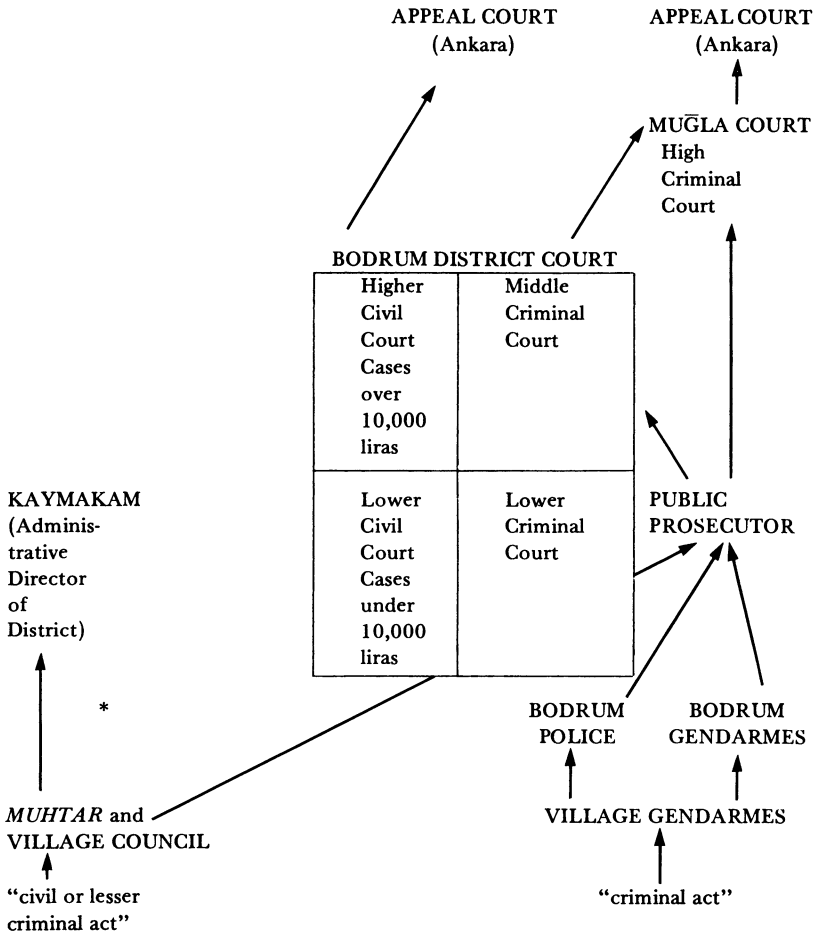 APPEAL COURT
(Ankara)
APPEAL COURT
(Ankara)
MUḠLA COURT
High
Criminal
Court
BODRUM DISTRICT COURT
Higher
Civil
Court
Cases
over
10,000
liras
Middle
Criminal
Court
KAYMAKAM
(Adminis-
trative
Director
of
District)
Lower
Civil
Court
Cases
under
10,000
liras
Lower
Criminal
Court
PUBLIC
PROSECUTOR
*
BODRUM
POLICE
BODRUM
GENDARMES
MUHTAR and
VILLAGE COUNCIL
VILLAGE GENDARMES
“civil or lesser
criminal act”
“criminal act”